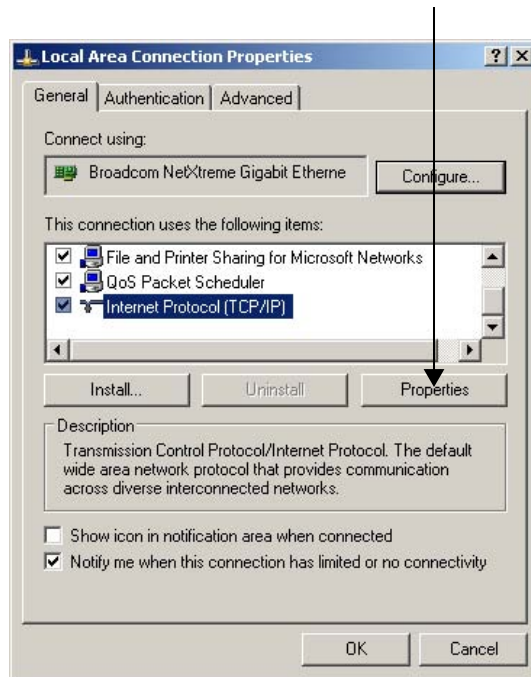 Local Area Connection Properties
General Authentication Advanced
Connect using:
Broadcom NetXtreme Gigabit Etherne Configure...
This connection uses the following items:
File and Printer Sharing for Microsoft Networks
QoS Packet Scheduler
Internet Protocol (TCP/IP)
Install... Uninstall Properties
Description
Transmission Control Protocol/Internet Protocol. The default
wide area network protocol that provides communication
across diverse interconnected networks.
Show icon in notification area when connected
Notify me when this connection has limited or no connectivity
OK Cancel